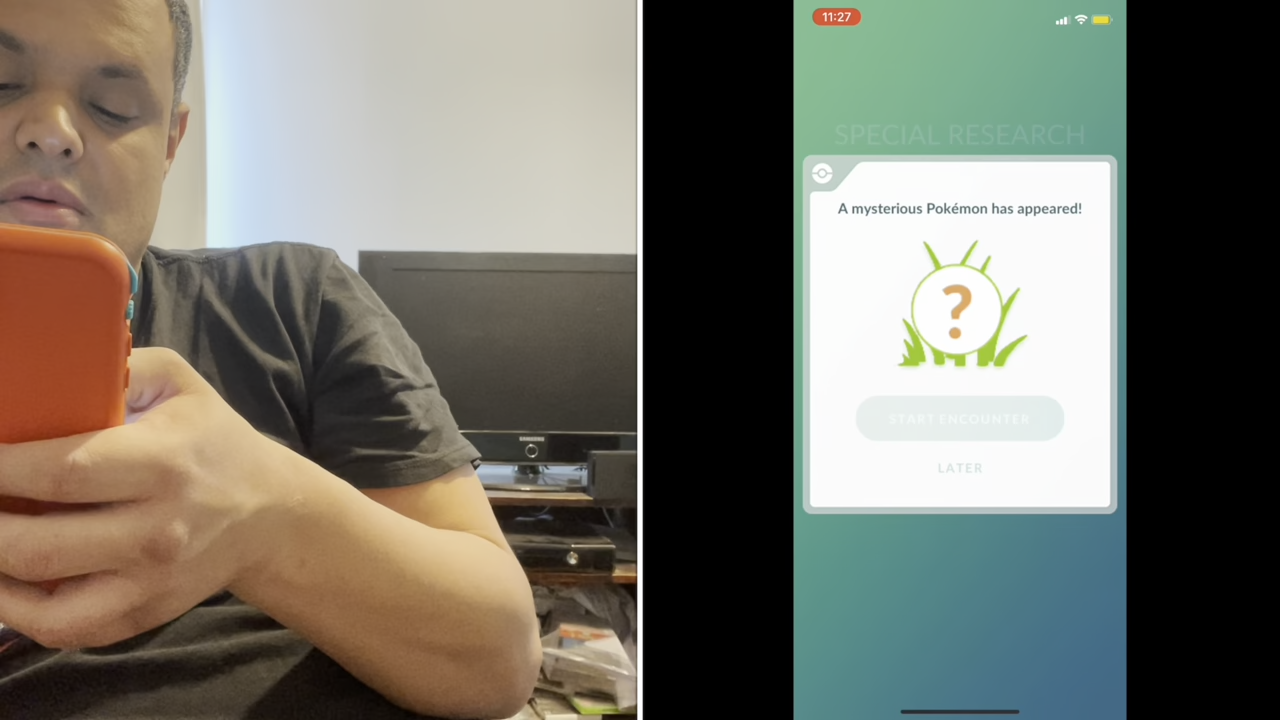 SAMSUNG
11:27
SPECIAL RESEARCH
A mysterious Pokémon has appeared!
?
START ENCOUNTER
LATER